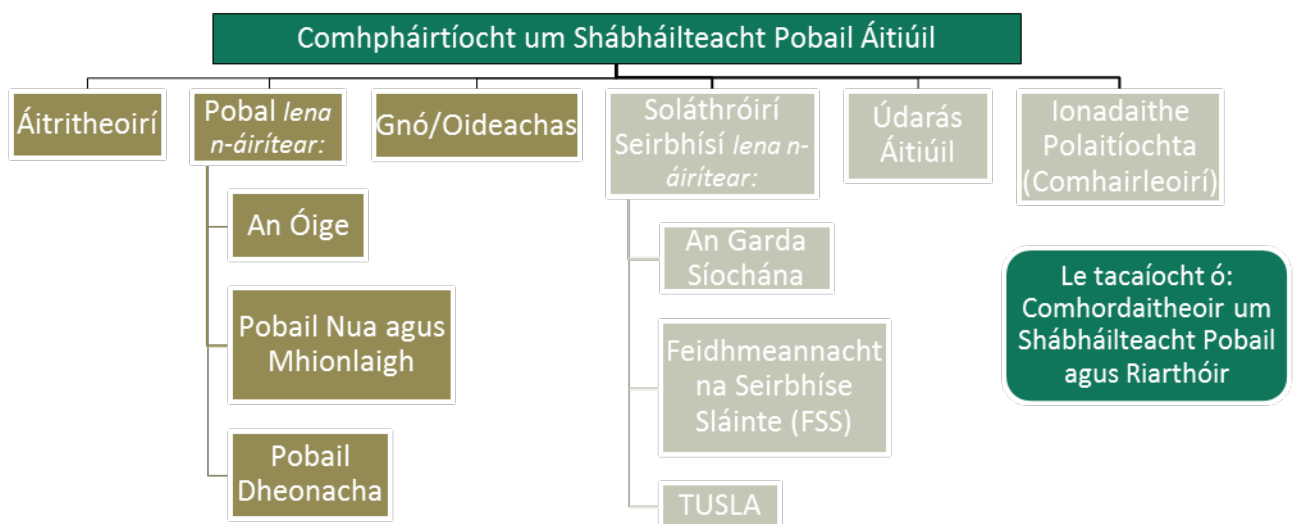 Comhpháirtíocht um Shábháilteacht Pobail Áitiúil
Áitritheoirí
Pobal lena
n-áirítear:
An Óige
Pobail Nua agus
Mhionlaigh
Pobail
Dheonacha
Gnó/Oideachas
Soláthróirí
Seirbhísí lena n-
áirítear:
An Garda
Síochána
Feidhmeannacht
na Seirbhíse
Sláinte (FSS)
TUSLA
Údarás
Áitiúil
Ionadaithe
Polaitíochta
(Comhairleoirí)
Le tacaíocht ó:
Comhordaitheoir um
Shábháilteacht Pobail
agus Riarthóir